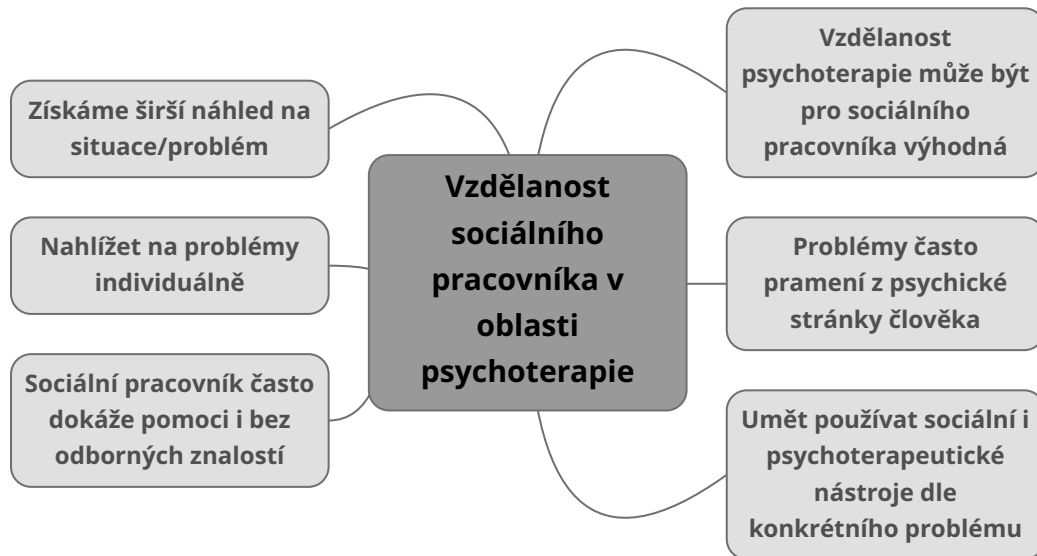 Získáme širší náhled na
situace/problém
Nahlížet na problémy
individuálně
Sociální pracovník často
dokáže pomoci i bez
odborných znalostí
Vzdělanost
sociálního
pracovníka v
oblasti
psychoterapie
Vzdělanost
psychoterapie může být
pro sociálního
pracovníka výhodná
Problémy často
pramení z psychické
stránky člověka
Umět používat sociální i
psychoterapeutické
nástroje dle
konkrétního problému